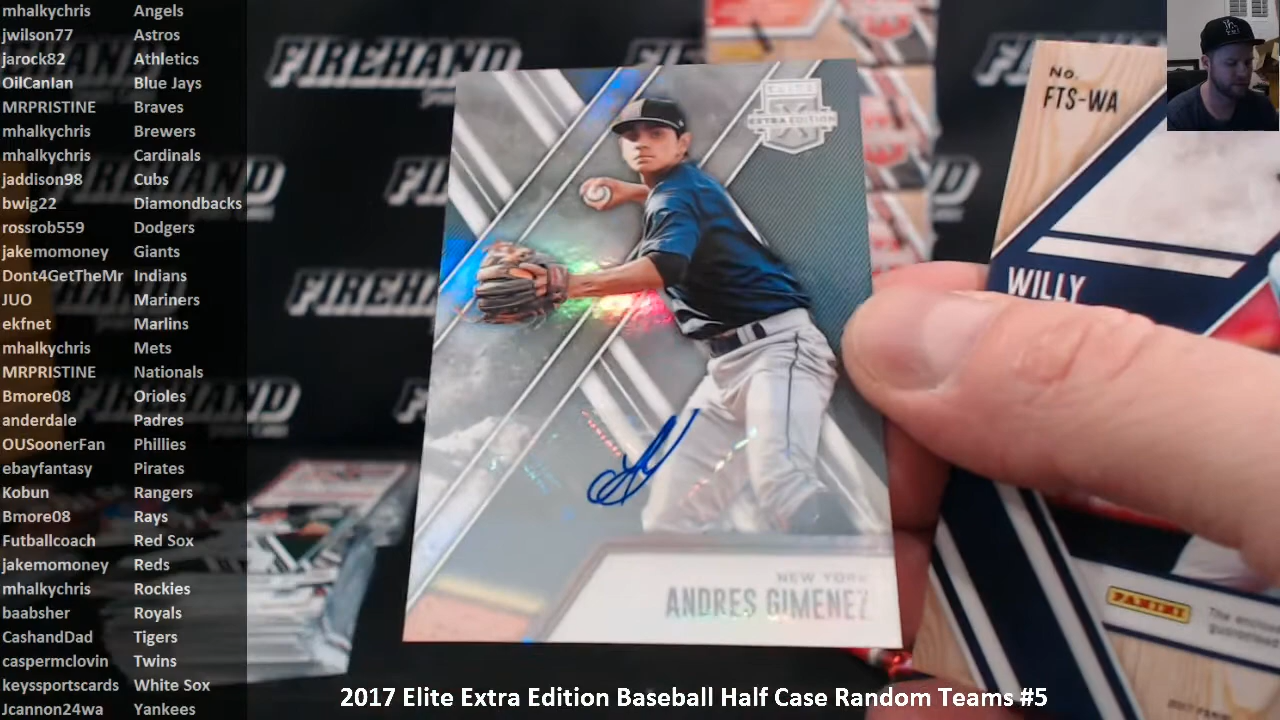 mhalkychris Angels
jwilson77 Astros
jarock82 Athletics
OilCanIan Blue Jays
MRPRISTINE Braves
mhalkychris Brewers
mhalkychris Cardinals
jaddison98 Cubs
bwig22 Diamondbacks
rossrob559 Dodgers
jakemomoney Giants
Dont4GetTheMr Indians
JUO Mariners
ekfnet Marlins
mhalkychris Mets
MRPRISTINE Nationals
Bmore08 Orioles
anderdale Padres
OUSoonerFan Phillies
ebayfantasy Pirates
Kobun Rangers
Bmore08 Rays
Futballcoach Red Sox
jakemomoney Reds
mhalkychris Rockies
baabsher Royals
CashandDad Tigers
caspermclovin Twins
keyssportscards White Sox
Jcannon24wa Yankees
FIREHAND
FIREHAND
FIREHAND
ELITE
EXTRA EDITION
NEW YORK
ANDRES GIMENEZ
No.
FTS-WA
WILLY
PANINI
The
2017
2017 Elite Extra Edition Baseball Half Case Random Teams #5